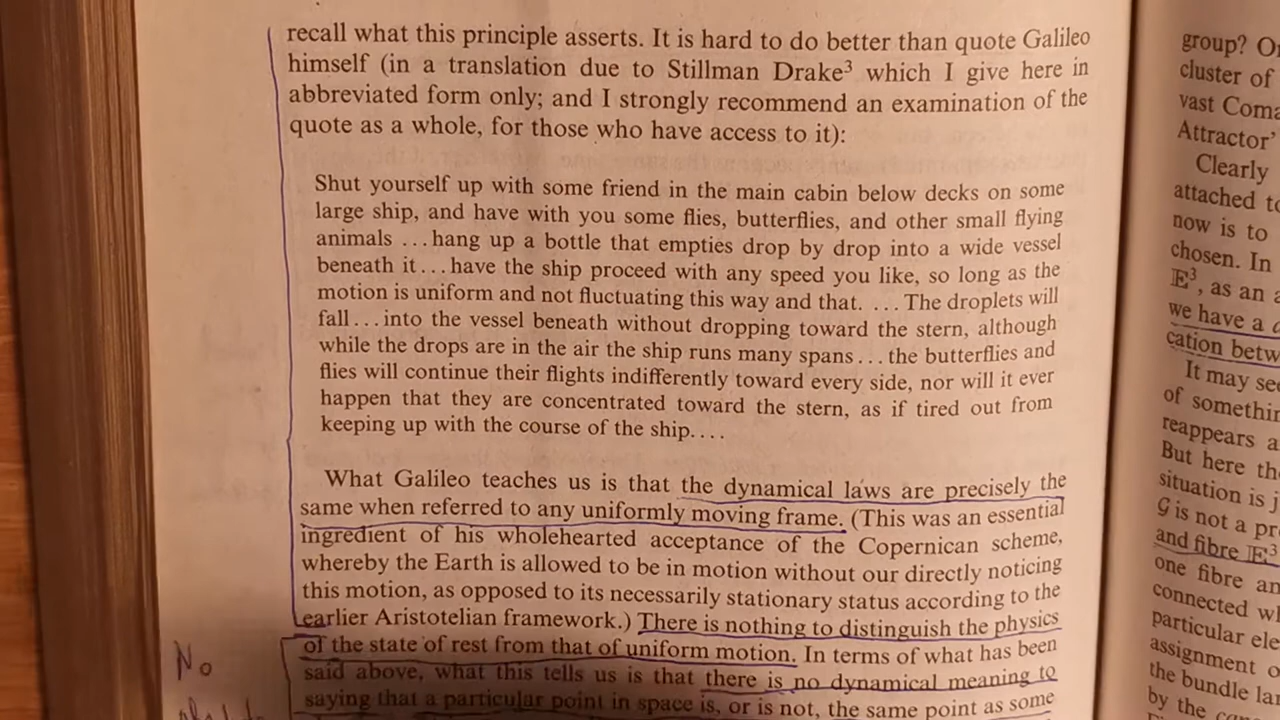 recall what this principle asserts. It is hard to do better than quote Galileo
himself (in a translation due to Stillman Drake³ which I give here in
abbreviated form only; and I strongly recommend an examination of the
quote as a whole, for those who have access to it):
Shut yourself up with some friend in the main cabin below decks on some
large ship, and have with you some flies, butterflies, and other small flying
animals ... hang up a bottle that empties drop by drop into a wide vessel
beneath it ... have the ship proceed with any speed you like, so long as the
motion is uniform and not fluctuating this way and that. ... The droplets will
fall ... into the vessel beneath without dropping toward the stern, although
while the drops are in the air the ship runs many spans ... the butterflies and
flies will continue their flights indifferently toward every side, nor will it ever
happen that they are concentrated toward the stern, as if tired out from
keeping up with the course of the ship....
What Galileo teaches us is that the dynamical laws are precisely the
same when referred to any uniformly moving frame. (This was an essential
ingredient of his wholehearted acceptance of the Copernican scheme,
whereby the Earth is allowed to be in motion without our directly noticing
this motion, as opposed to its necessarily stationary status according to the
earlier Aristotelian framework.) There is nothing to distinguish the physics
of the state of rest from that of uniform motion. In terms of what has been
said above, what this tells us is that there is no dynamical meaning to
saying that a particular point in space is, or is not, the same point as some
No
group? O
cluster of
vast Coma
Attractor'
Clearly
attached to
now is to
chosen. In
𝔼³, as an a
we have a
cation betw
It may see
of somethin
reappears a
But here th
situation is j
𝒢 is not a pr
and fibre 𝔼³
one fibre an
connected w
particular ele
assignment o
the bundle la
by the